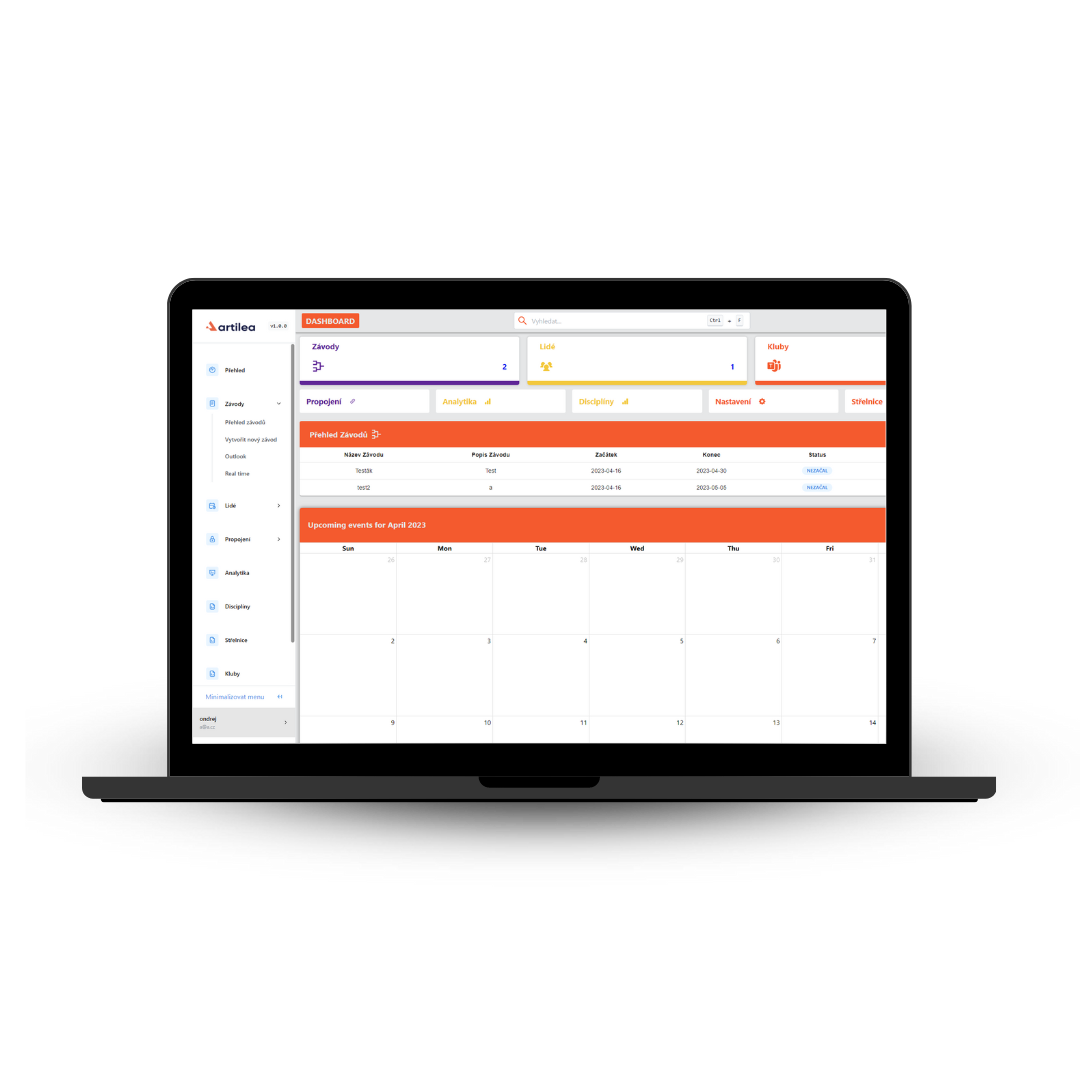 artilea v1.0.0
DASHBOARD
Vyhledat...
Ctrl + F
Přehled
Závody
Přehled závodů
Vytvořit nový závod
Outlook
Real time
Lidé
Propojení
Analytika
Disciplíny
Střelnice
Kluby
Minimalizovat menu
ondrej
Závody
2
Lidé
1
Kluby
Propojení
Analytika
Disciplíny
Nastavení
Střelnice
Přehled Závodů
Název Závodu Popis Závodu Začátek Konec Status
Testák Test 2023-04-16 2023-04-30 NEZAČAL
test2 a 2023-04-16 2023-05-05 NEZAČAL
Upcoming events for April 2023
Sun Mon Tue Wed Thu Fri
26 27 28 29 30 31
2 3 4 5 6 7
9 10 11 12 13 14